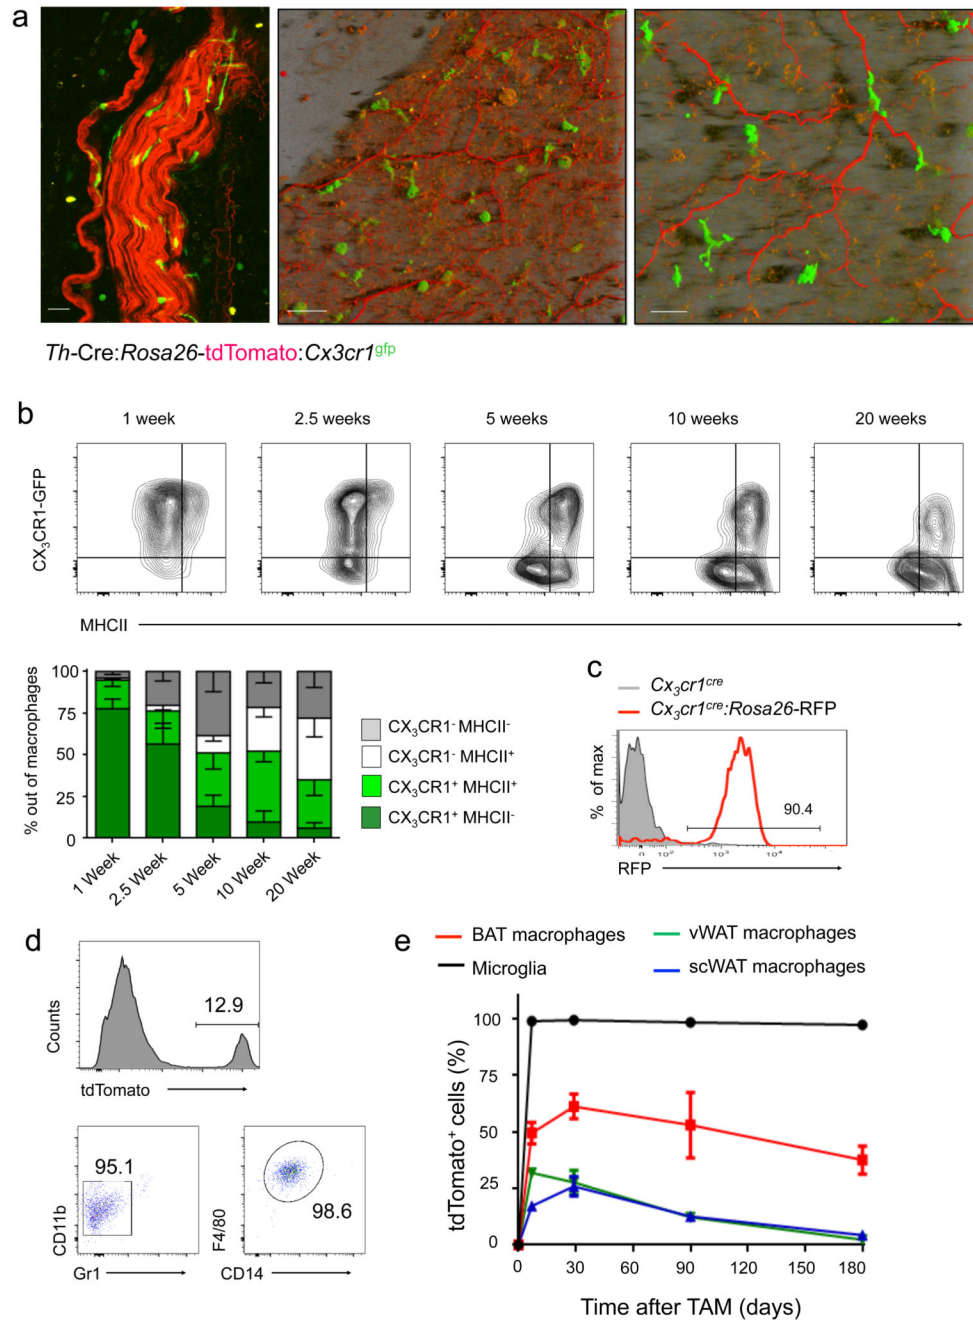 a
Th-Cre:Rosa26-tdTomato:Cx3cr1gfp
b
1 week 2.5 weeks 5 weeks 10 weeks 20 weeks
CX3CR1-GFP
MHCII
% out of macrophages
100
75
50
25
0
1 Week 2.5 Week 5 Week 10 Week 20 Week
CX3CR1- MHCII-
CX3CR1- MHCII+
CX3CR1+ MHCII+
CX3CR1+ MHCII-
c
Cx3cr1cre
Cx3cr1cre:Rosa26-RFP
% of max
90.4
0 10² 10³ 10⁴
RFP
d
Counts
12.9
tdTomato
CD11b
95.1
Gr1
F4/80
98.6
CD14
e
BAT macrophages vWAT macrophages
Microglia scWAT macrophages
tdTomato+ cells (%)
100
75
50
25
0
0 30 60 90 120 150 180
Time after TAM (days)